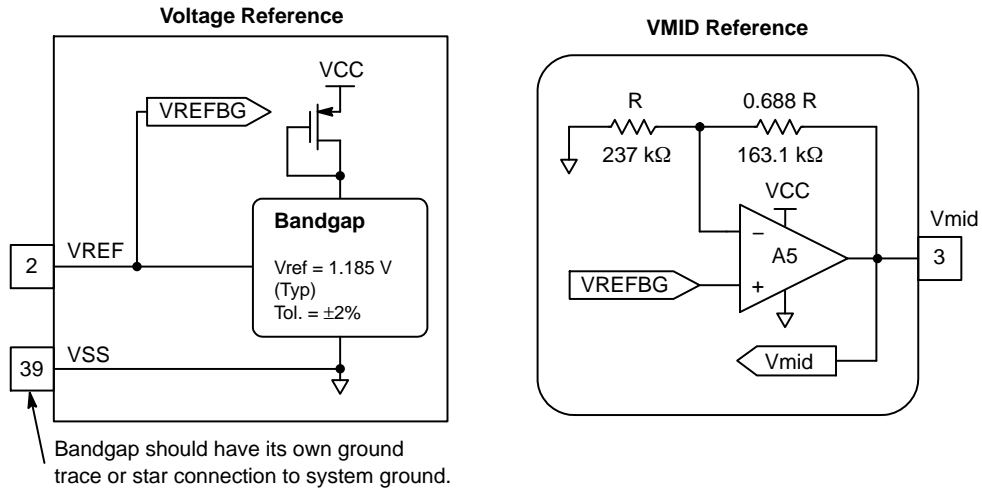 Voltage Reference
VCC
VREFBG
Bandgap
Vref = 1.185 V
(Typ)
Tol. = ±2%
2
VREF
39
VSS
Bandgap should have its own ground
trace or star connection to system ground.
VMID Reference
R
0.688 R
237 kΩ
163.1 kΩ
VCC
−
A5
+
VREFBG
Vmid
3
Vmid